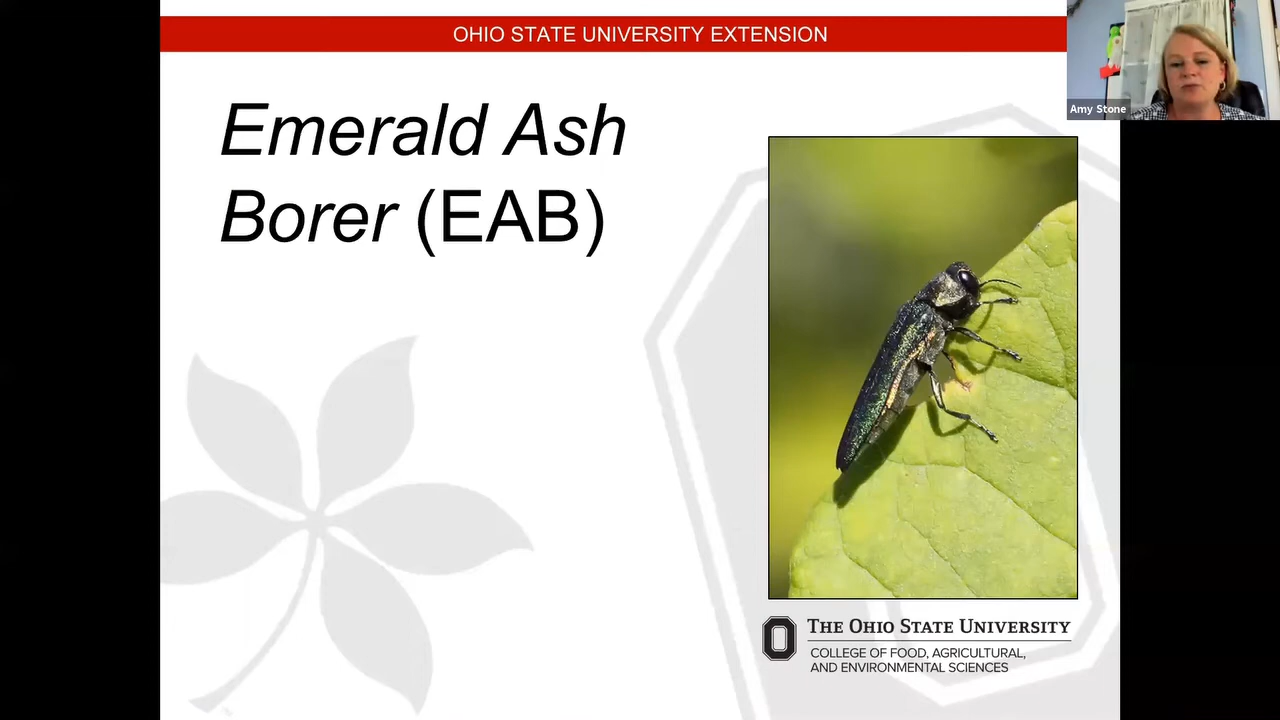 OHIO STATE UNIVERSITY EXTENSION
Amy Stone
Emerald Ash
Borer (EAB)
THE OHIO STATE UNIVERSITY
COLLEGE OF FOOD, AGRICULTURAL,
AND ENVIRONMENTAL SCIENCES